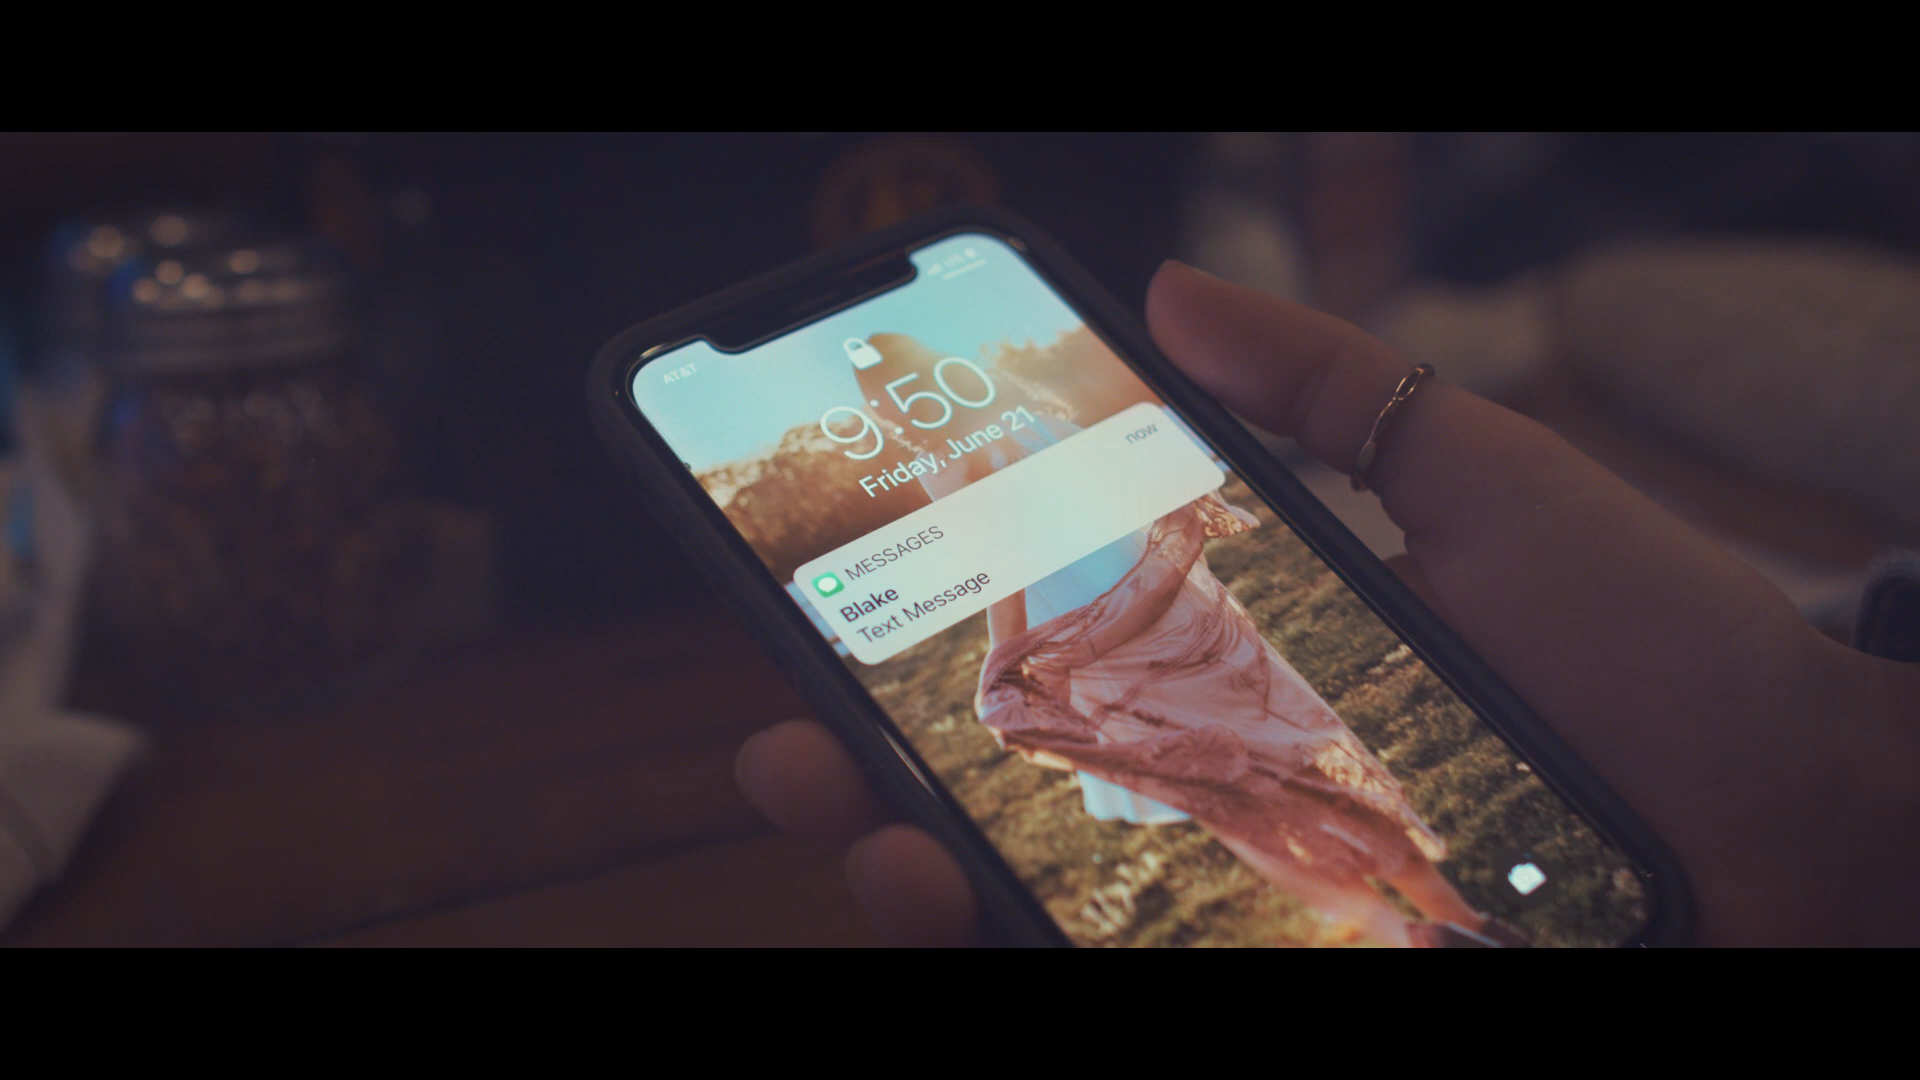 AT&T
9:50
Friday, June 21
MESSAGES
now
Blake
Text Message